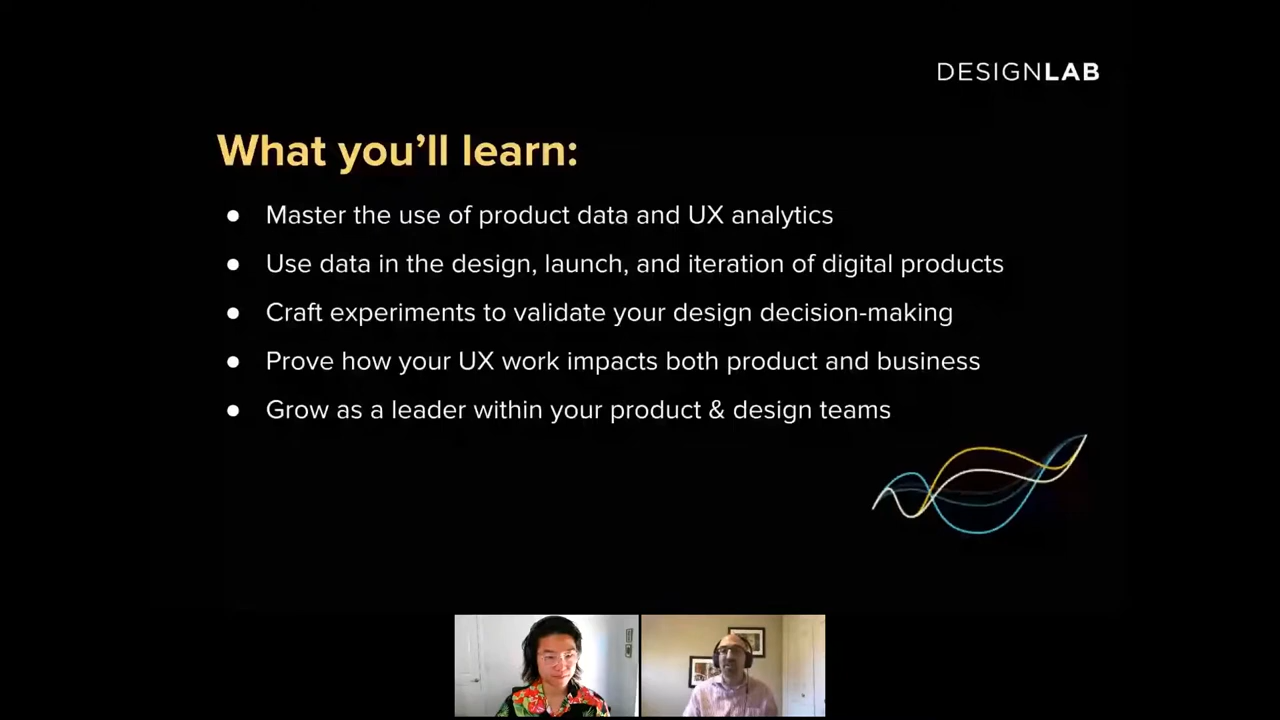 DESIGNLAB
What you’ll learn:
● Master the use of product data and UX analytics
● Use data in the design, launch, and iteration of digital products
● Craft experiments to validate your design decision-making
● Prove how your UX work impacts both product and business
● Grow as a leader within your product & design teams